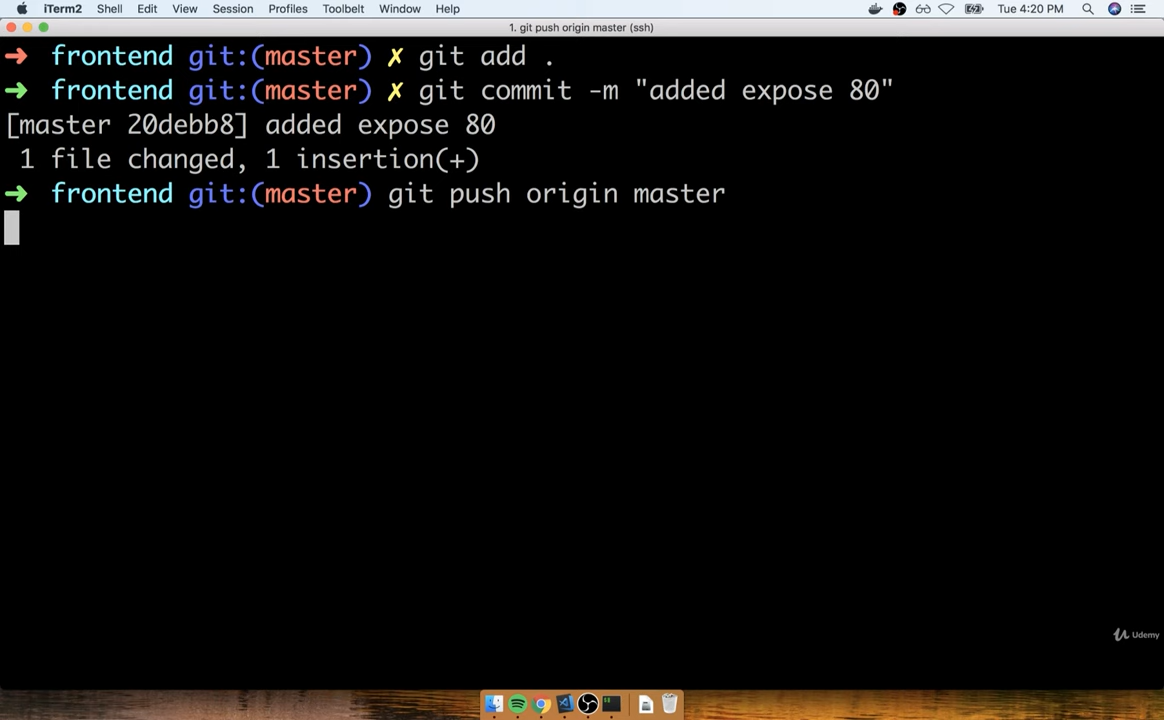 iTerm2 Shell Edit View Session Profiles Toolbelt Window Help Tue 4:20 PM
1. git push origin master (ssh)
➜ frontend git:(master) ✗ git add .
➜ frontend git:(master) ✗ git commit -m "added expose 80"
[master 20debb8] added expose 80
1 file changed, 1 insertion(+)
➜ frontend git:(master) git push origin master
Udemy